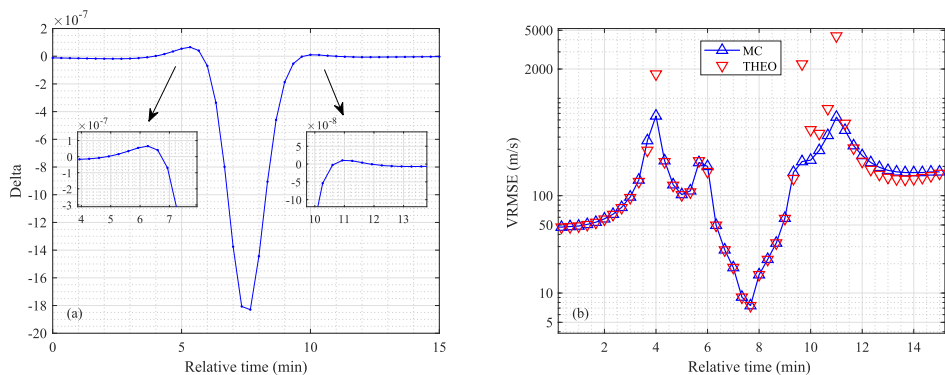 ×10⁻⁷
2
0
-2
-4
-6
-8
-10
-12
-14
-16
-18
-20
Delta
×10⁻⁷
1
0
-1
-2
-3
4 5 6 7
×10⁻⁸
5
0
-5
-10
10 11 12 13
(a)
0 5 10 15
Relative time (min)
5000
2000
100
50
10
5
VRMSE (m/s)
MC
THEO
(b)
2 4 6 8 10 12 14
Relative time (min)